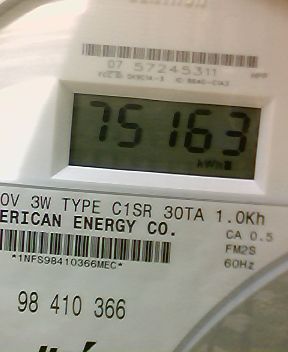 07 57245311
75163
kWh
0V 3W TYPE C1SR 30TA 1.0Kh
ERICAN ENERGY CO.
CA 0.5
FM2S
*1NFS98410366MEC*
60Hz
98 410 366